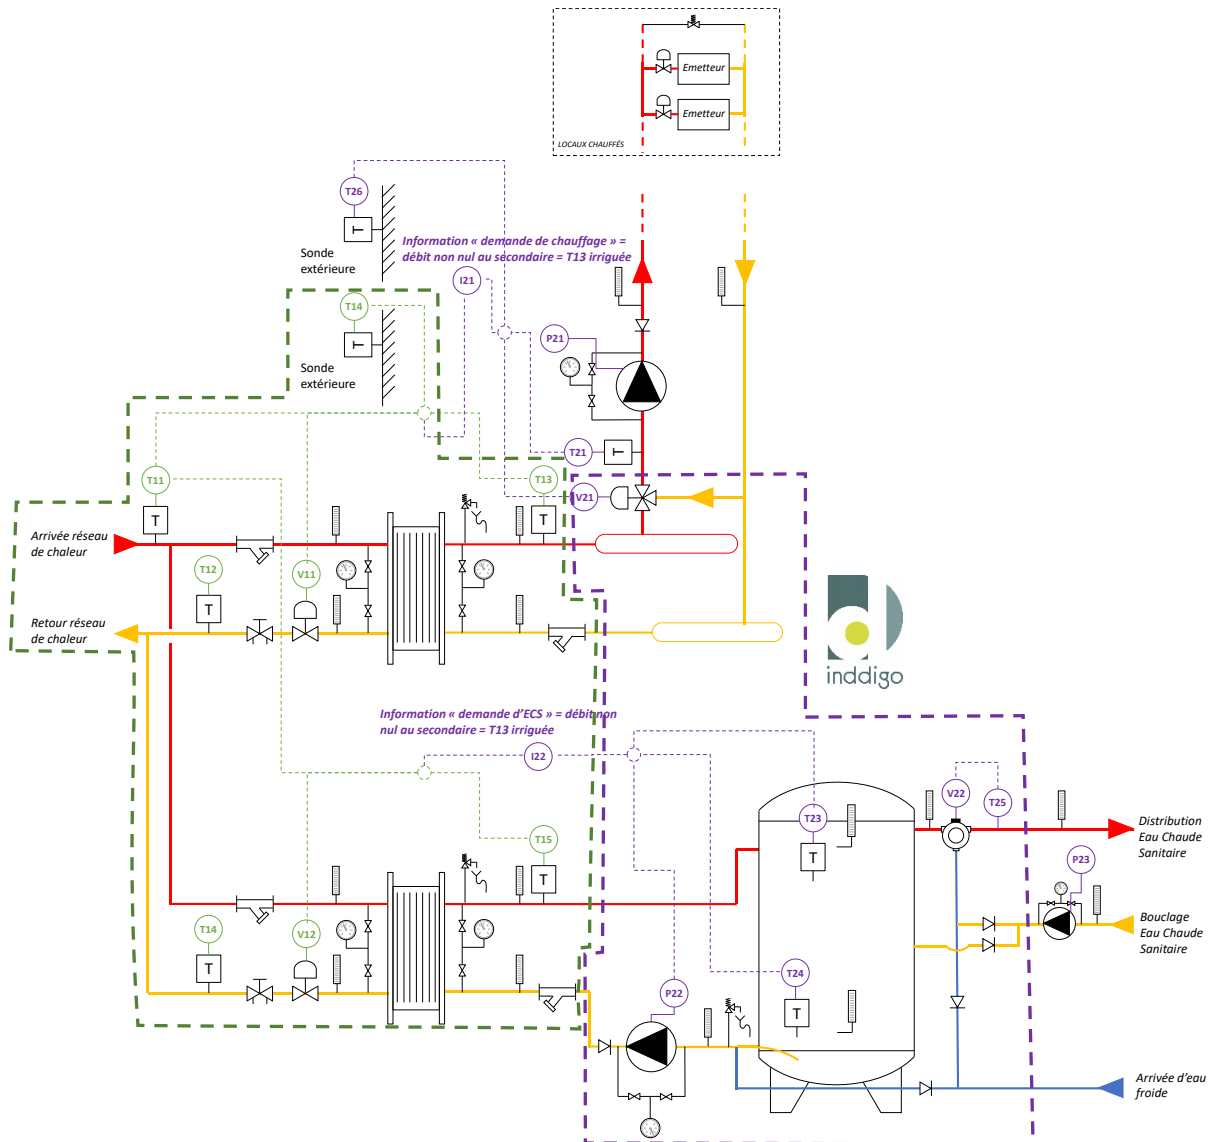 Emetteur
Emetteur
LOCAUX CHAUFFÉS
T26
T
Sonde
extérieure
Information « demande de chauffage » =
débit non nul au secondaire = T13 irriguée
I21
T14
T
Sonde
extérieure
P21
T21
T
T11
T
T13
T
V21
Arrivée réseau
de chaleur
T12
T
V11
Retour réseau
de chaleur
inddigo
Information « demande d'ECS » = débit non
nul au secondaire = T13 irriguée
I22
T23
T
V22
T25
Distribution
Eau Chaude
Sanitaire
T15
T
P23
T14
T
V12
Bouclage
Eau Chaude
Sanitaire
T24
T
P22
Arrivée d'eau
froide